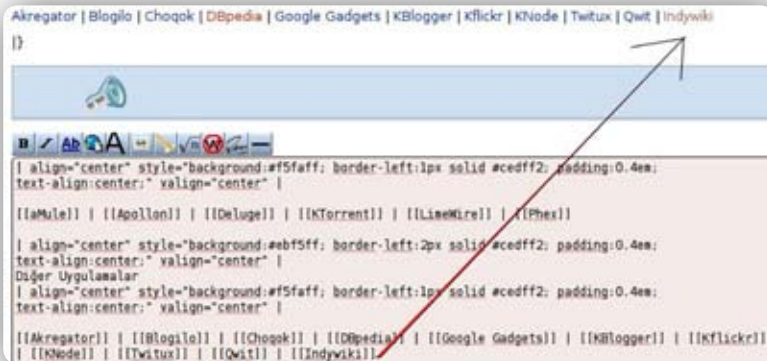 Akregator | Blogilo | Choqok | DBpedia | Google Gadgets | KBlogger | Kflickr | KNode | Twitux | Qwit | Indywiki
|}
B I Ab A √n W
| align="center" style="background:#f5faff; border-left:1px solid #cedff2; padding:0.4em;
text-align:center;" valign="center" |
[[aMule]] | [[Apollon]] | [[Deluge]] | [[KTorrent]] | [[LimeWire]] | [[Phex]]
| align="center" style="background:#ebf5ff; border-left:2px solid #cedff2; padding:0.4em;
text-align:center;" valign="center" |
Diğer Uygulamalar
| align="center" style="background:#f5faff; border-left:1px solid #cedff2; padding:0.4em;
text-align:center;" valign="center" |
[[Akregator]] | [[Blogilo]] | [[Choqok]] | [[DBpedia]] | [[Google Gadgets]] | [[KBlogger]] | [[Kflickr]]
| [[KNode]] | [[Twitux]] | [[Qwit]] | [[Indywiki]]